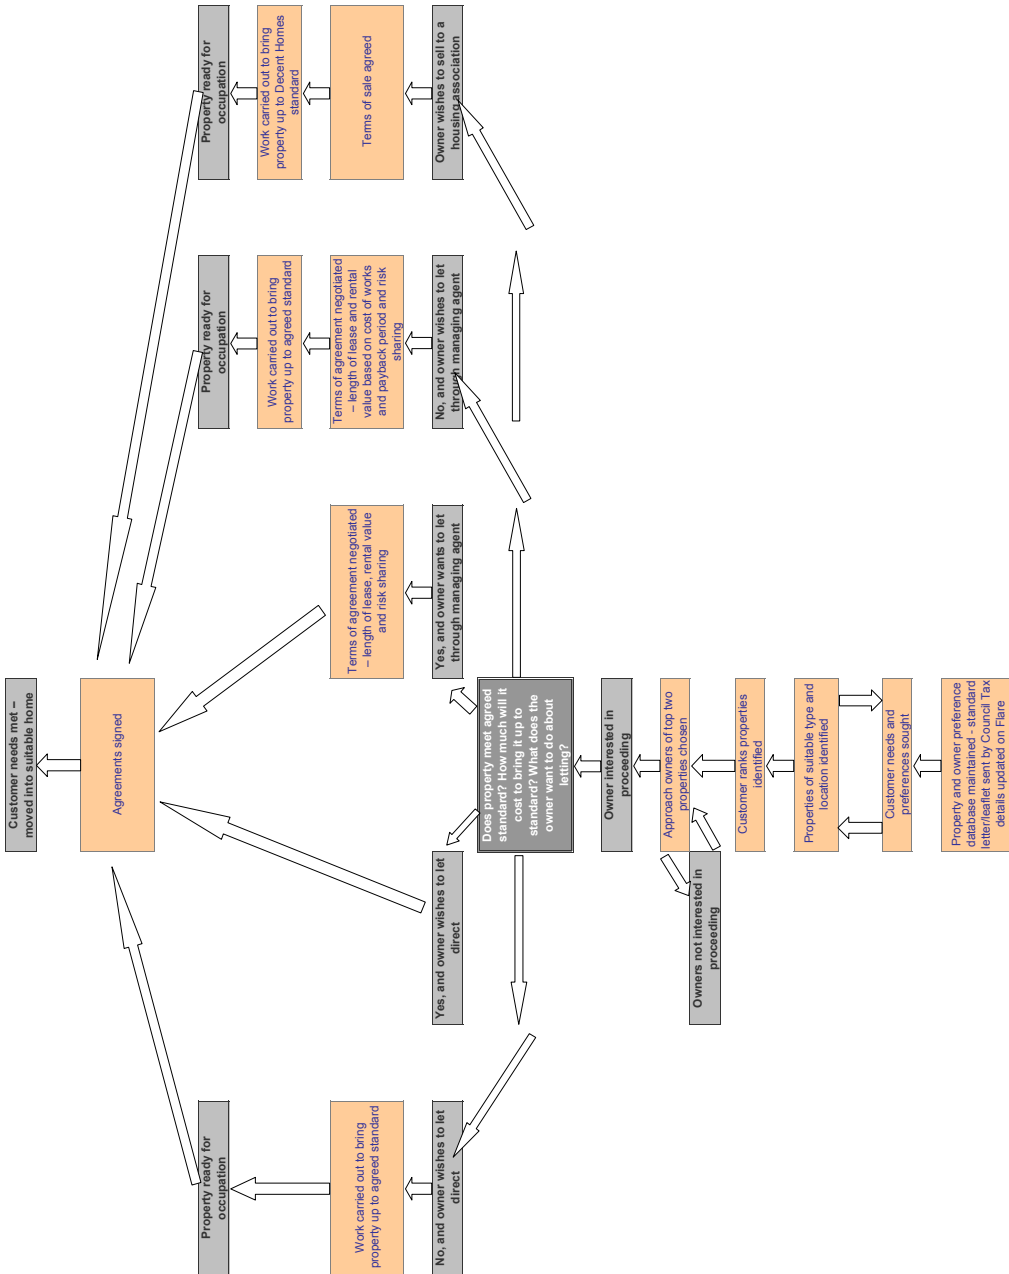 Customer needs met –
moved into suitable home
Agreements signed
Property ready for
occupation
Property ready for
occupation
Property ready for
occupation
Work carried out to bring
property up to agreed standard
Work carried out to bring
property up to Decent Homes
standard
Work carried out to bring
property up to agreed standard
Terms of agreement negotiated
– length of lease, rental value
and risk sharing
Terms of agreement negotiated
– length of lease and rental
value based on cost of works
and payback period and risk
sharing
Terms of sale agreed
No, and owner wishes to let
direct
Yes, and owner wishes to let
direct
Yes, and owner wants to let
through managing agent
No, and owner wishes to let
through managing agent
Owner wishes to sell to a
housing association
Does property meet agreed
standard? How much will it
cost to bring it up to
standard? What does the
owner want to do about
letting?
Owner interested in
proceeding
Approach owners of top two
properties chosen
Owners not interested in
proceeding
Customer ranks properties
identified
Properties of suitable type and
location identified
Customer needs and
preferences sought
Property and owner preference
database maintained - standard
letter/leaflet sent by Council Tax
details updated on Flare